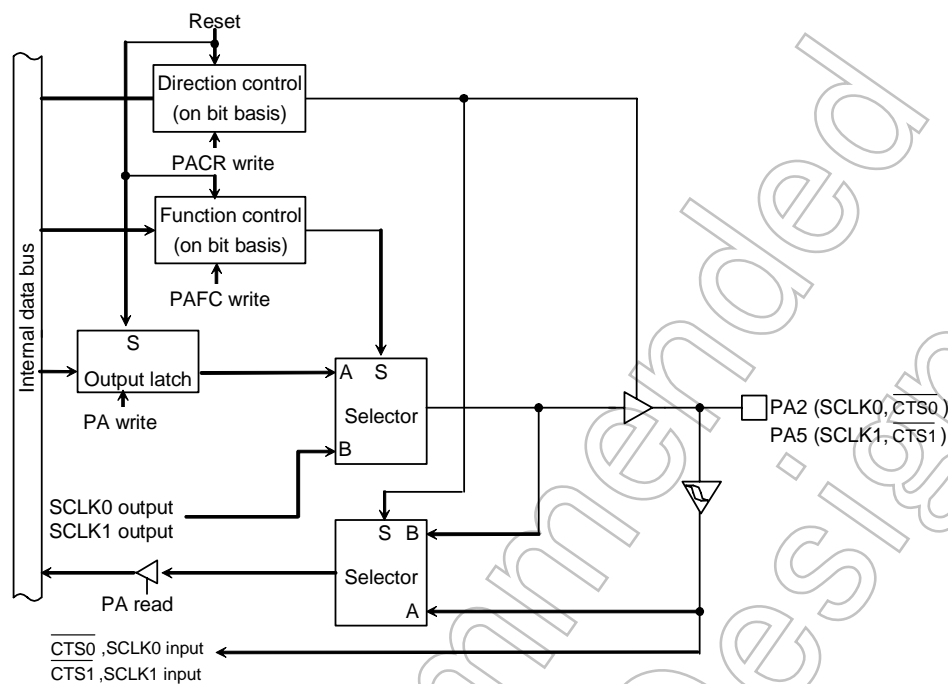 Reset
Direction control
(on bit basis)
PACR write
Function control
(on bit basis)
PAFC write
Internal data bus
S
Output latch
PA write
A S
Selector
B
PA2 (SCLK0, CTS0)
PA5 (SCLK1, CTS1)
SCLK0 output
SCLK1 output
S B
Selector
A
PA read
CTS0 ,SCLK0 input
CTS1 ,SCLK1 input
mmended
Design